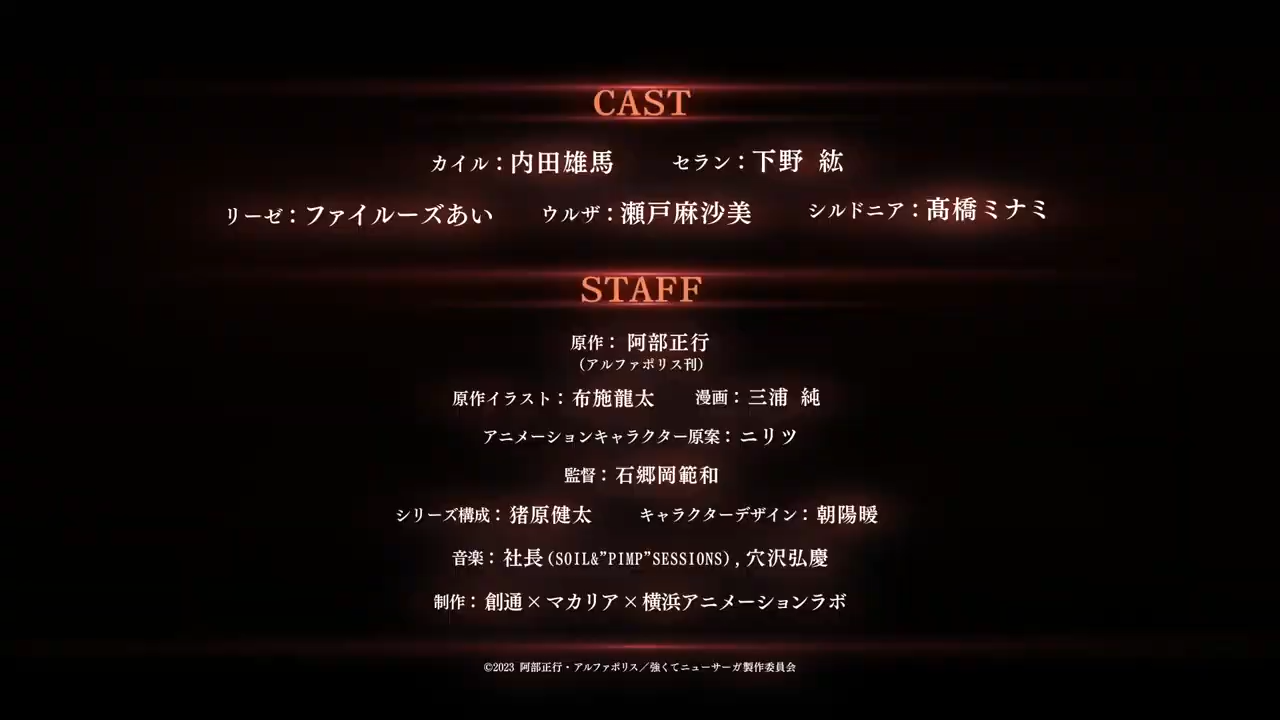 CAST
カイル：内田雄馬　セラン：下野 紘
リーゼ：ファイルーズあい　ウルザ：瀬戸麻沙美　シルドニア：髙橋ミナミ
STAFF
原作：阿部正行
（アルファポリス刊）
原作イラスト：布施龍太　漫画：三浦 純
アニメーションキャラクター原案：ニリツ
監督：石郷岡範和
シリーズ構成：猪原健太　キャラクターデザイン：朝陽暖
音楽：社長(SOIL&”PIMP”SESSIONS),穴沢弘慶
制作：創通×マカリア×横浜アニメーションラボ
©2023 阿部正行・アルファポリス／強くてニューサーガ製作委員会